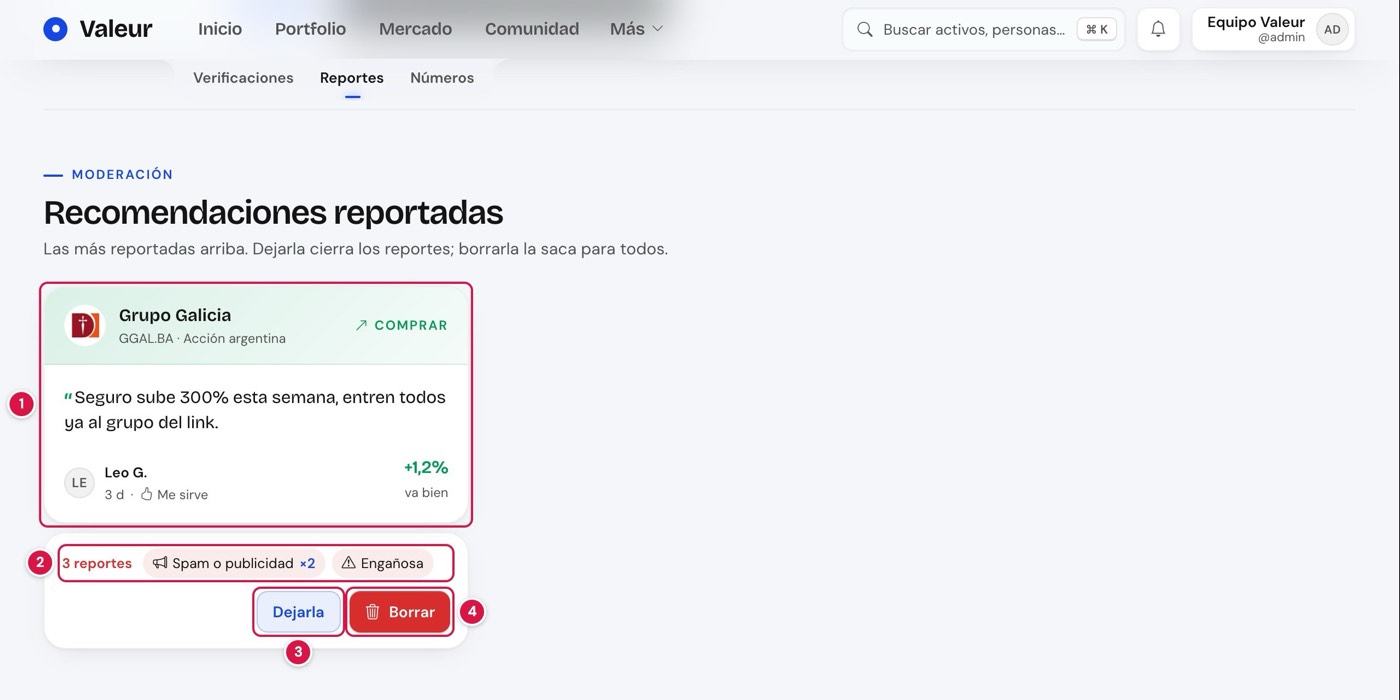 Valeur
Inicio Portfolio Mercado Comunidad Más
Buscar activos, personas... ⌘ K
Equipo Valeur
@admin
AD
Verificaciones Reportes Números
MODERACIÓN
Recomendaciones reportadas
Las más reportadas arriba. Dejarla cierra los reportes; borrarla la saca para todos.
Grupo Galicia
GGAL.BA · Acción argentina
↗ COMPRAR
1
“Seguro sube 300% esta semana, entren todos
ya al grupo del link.
LE
Leo G.
3 d · Me sirve
+1,2%
va bien
2
3 reportes Spam o publicidad ×2 Engañosa
Dejarla Borrar
4
3